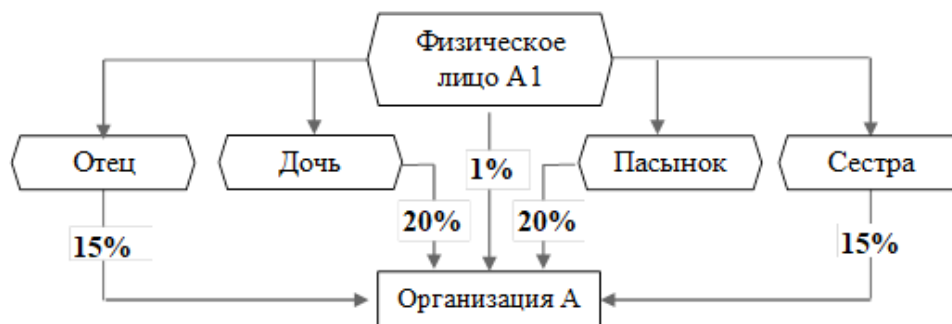 Физическое
лицо А1
Отец
Дочь
Пасынок
Сестра
1%
20%
20%
15%
15%
Организация А